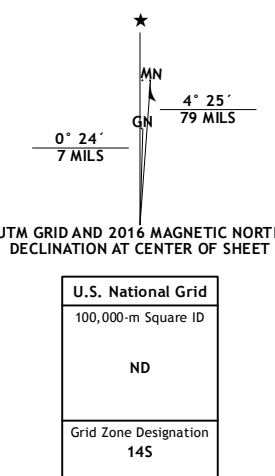 ★
MN
GN
4° 25´
79 MILS
0° 24´
7 MILS
UTM GRID AND 2016 MAGNETIC NORTH
DECLINATION AT CENTER OF SHEET
U.S. National Grid
100,000-m Square ID
ND
Grid Zone Designation
14S